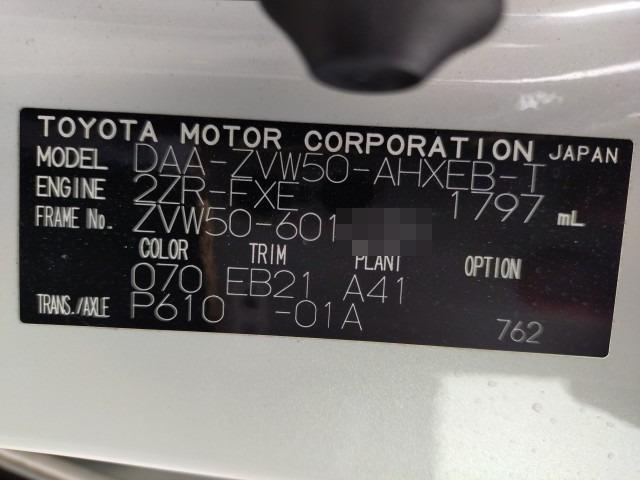 TOYOTA MOTOR CORPORATION JAPAN
MODEL DAA-ZVW50-AHXEB-T
ENGINE 2ZR-FXE 1797 mL
FRAME No. ZVW50-601
COLOR TRIM PLANT OPTION
070 EB21 A41
TRANS./AXLE P610 -01A 762